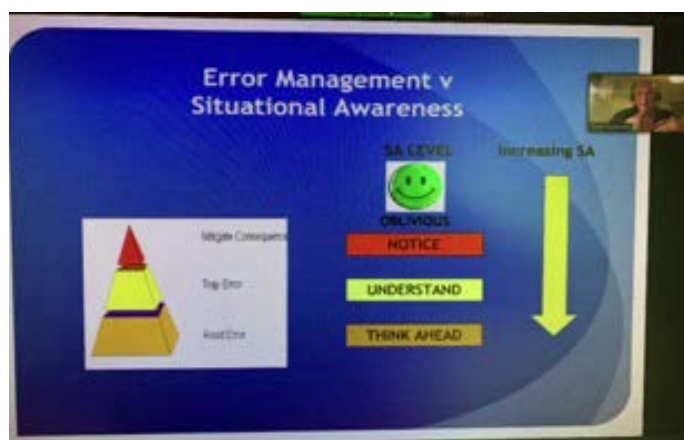 Error Management v
Situational Awareness
SA LEVEL
Increasing SA
OBLIVIOUS
NOTICE
UNDERSTAND
THINK AHEAD
Mitigate Consequence
Trap Error
Avoid Error